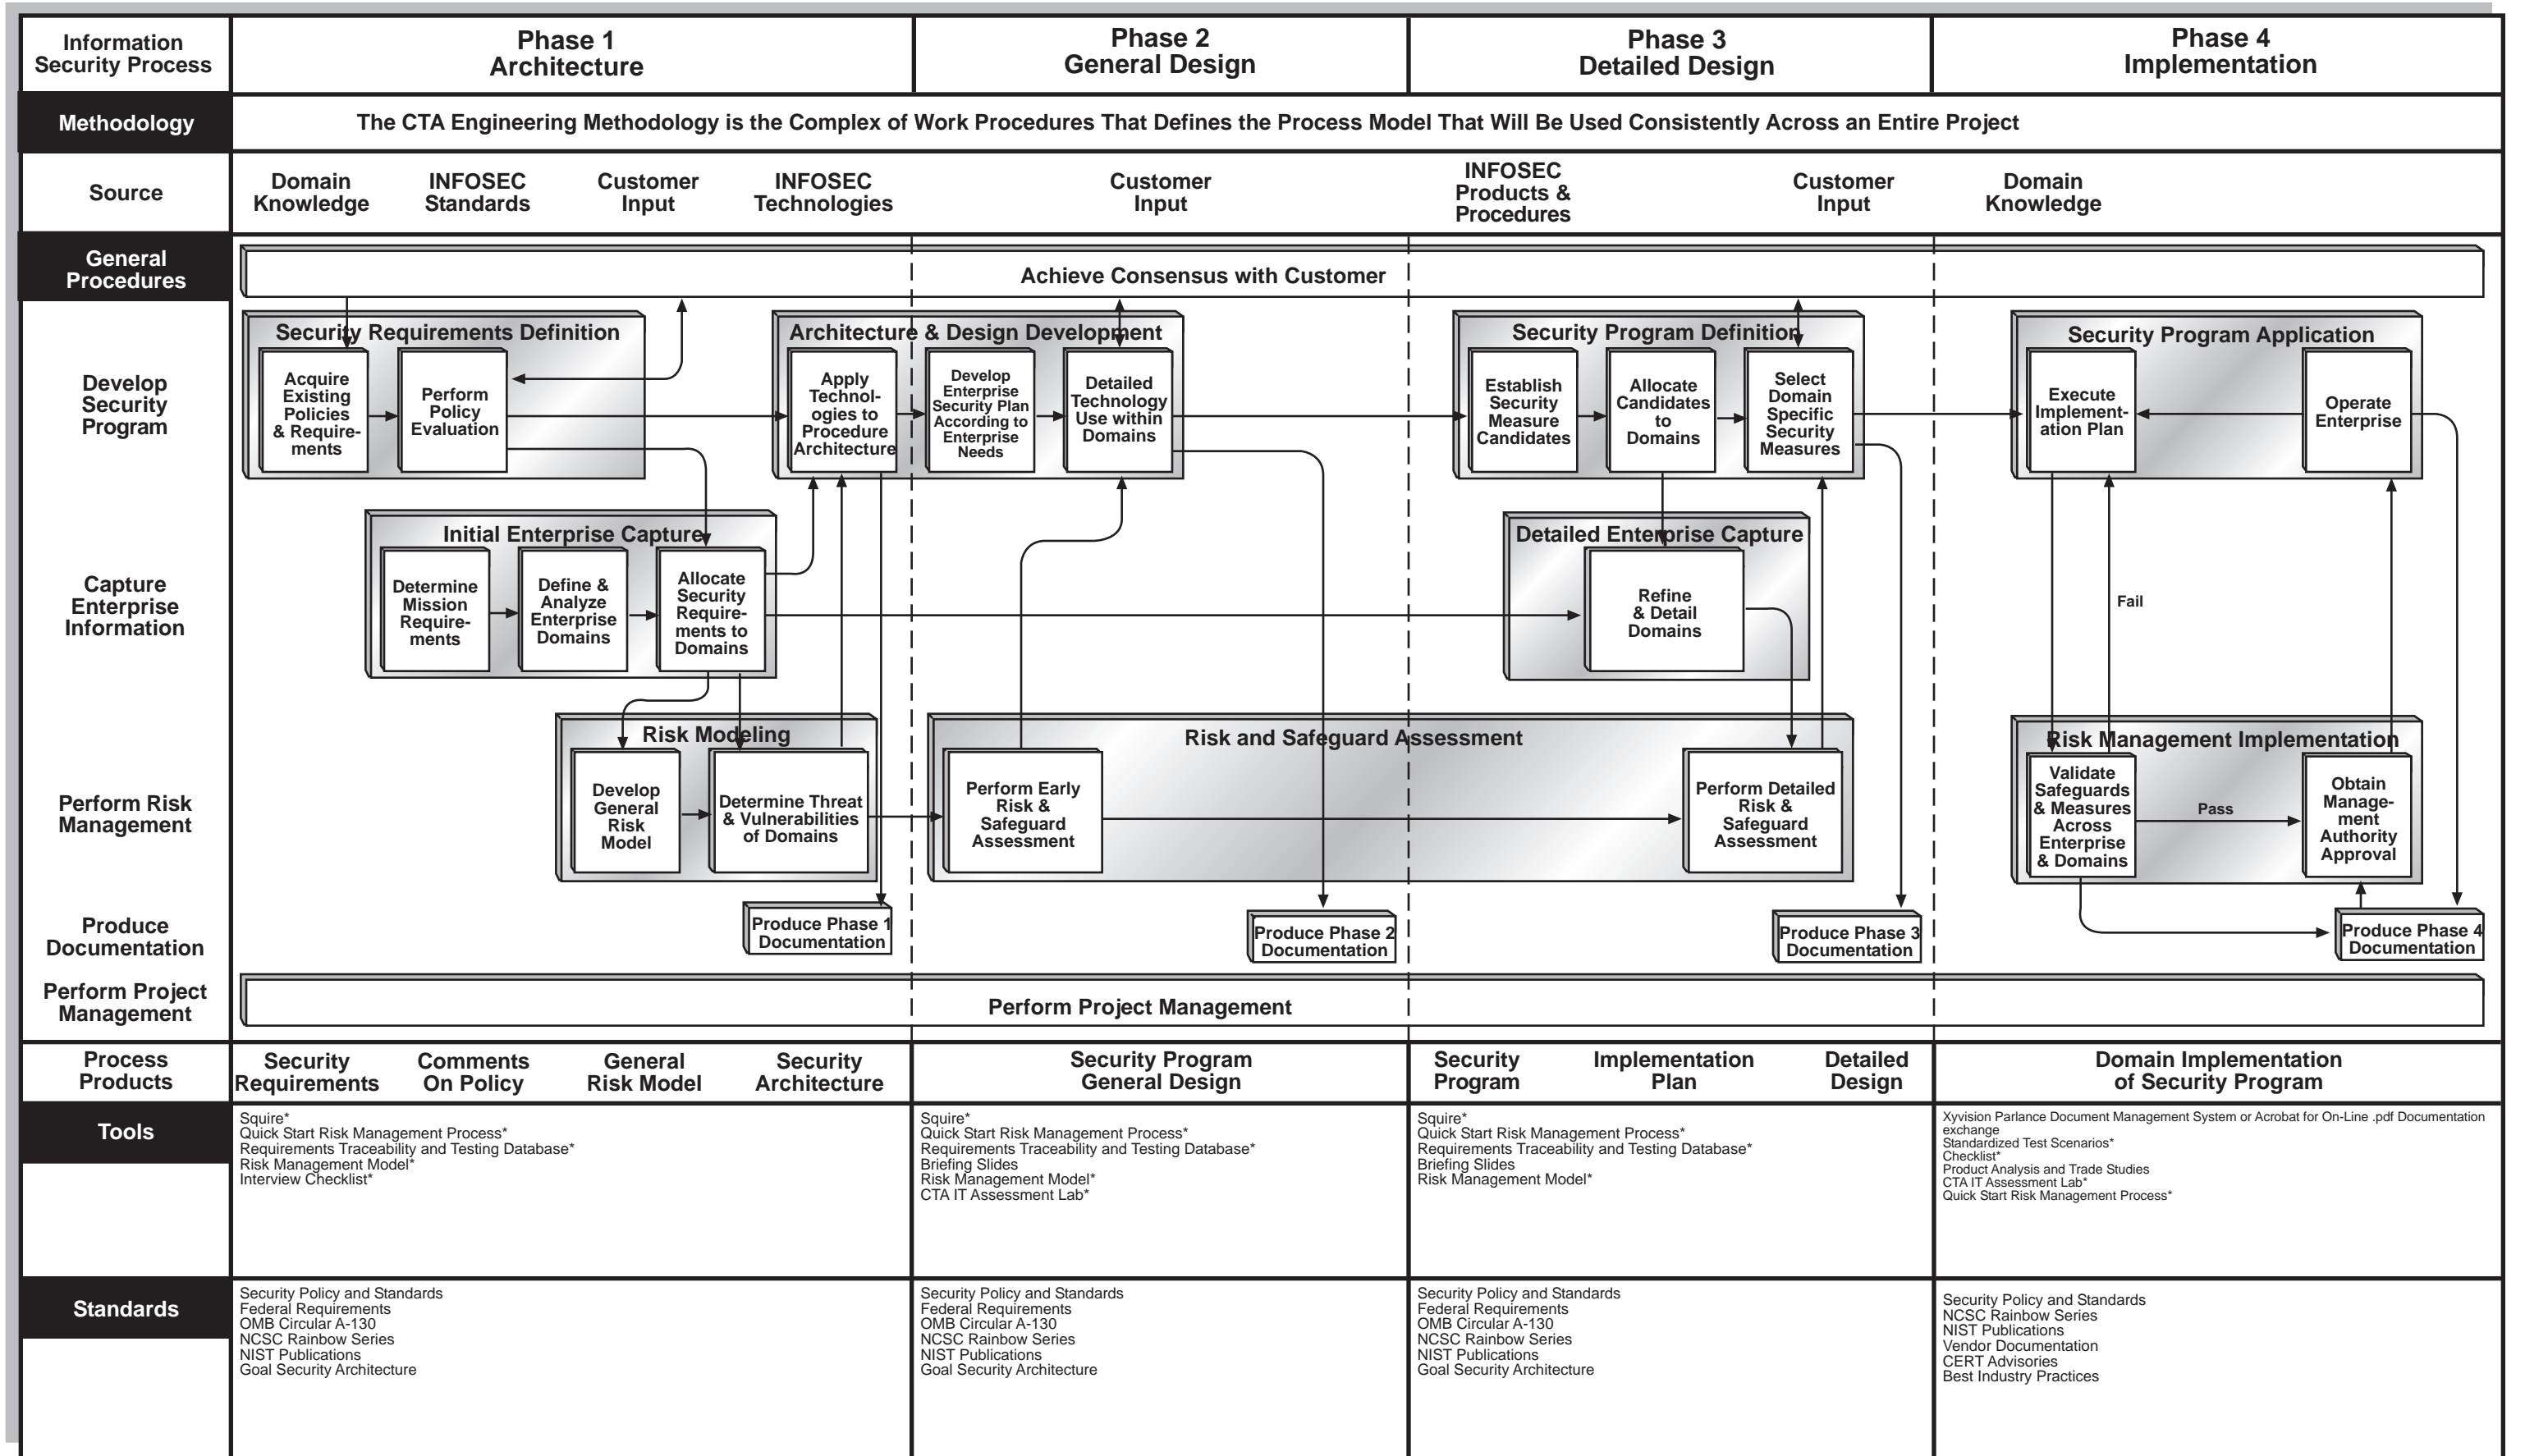 Information
Security Process
Phase 1
Architecture
Phase 2
General Design
Phase 3
Detailed Design
Phase 4
Implementation
Methodology
The CTA Engineering Methodology is the Complex of Work Procedures That Defines the Process Model That Will Be Used Consistently Across an Entire Project
Source
Domain
Knowledge
INFOSEC
Standards
Customer
Input
INFOSEC
Technologies
Customer
Input
INFOSEC
Products &
Procedures
Customer
Input
Domain
Knowledge
General
Procedures
Achieve Consensus with Customer
Develop
Security
Program
Security Requirements Definition
Acquire
Existing
Policies
& Require-
ments
Perform
Policy
Evaluation
Architecture & Design Development
Apply
Technol-
ogies to
Procedure
Architecture
Develop
Enterprise
Security Plan
According to
Enterprise
Needs
Detailed
Technology
Use within
Domains
Security Program Definition
Establish
Security
Measure
Candidates
Allocate
Candidates
to
Domains
Select
Domain
Specific
Security
Measures
Security Program Application
Execute
Implement-
ation Plan
Operate
Enterprise
Capture
Enterprise
Information
Initial Enterprise Capture
Determine
Mission
Require-
ments
Define &
Analyze
Enterprise
Domains
Allocate
Security
Require-
ments to
Domains
Detailed Enterprise Capture
Refine
& Detail
Domains
Fail
Perform Risk
Management
Risk Modeling
Develop
General
Risk
Model
Determine Threat
& Vulnerabilities
of Domains
Risk and Safeguard Assessment
Perform Early
Risk &
Safeguard
Assessment
Perform Detailed
Risk &
Safeguard
Assessment
Risk Management Implementation
Validate
Safeguards
& Measures
Across
Enterprise
& Domains
Pass
Obtain
Manage-
ment
Authority
Approval
Produce
Documentation
Produce Phase 1
Documentation
Produce Phase 2
Documentation
Produce Phase 3
Documentation
Produce Phase 4
Documentation
Perform Project
Management
Perform Project Management
Process
Products
Security
Requirements
Comments
On Policy
General
Risk Model
Security
Architecture
Security Program
General Design
Security
Program
Implementation
Plan
Detailed
Design
Domain Implementation
of Security Program
Tools
Squire*
Quick Start Risk Management Process*
Requirements Traceability and Testing Database*
Risk Management Model*
Interview Checklist*
Squire*
Quick Start Risk Management Process*
Requirements Traceability and Testing Database*
Briefing Slides
Risk Management Model*
CTA IT Assessment Lab*
Squire*
Quick Start Risk Management Process*
Requirements Traceability and Testing Database*
Briefing Slides
Risk Management Model*
Xyvision Parlance Document Management System or Acrobat for On-Line .pdf Documentation
exchange
Standardized Test Scenarios*
Checklist*
Product Analysis and Trade Studies
CTA IT Assessment Lab*
Quick Start Risk Management Process*
Standards
Security Policy and Standards
Federal Requirements
OMB Circular A-130
NCSC Rainbow Series
NIST Publications
Goal Security Architecture
Security Policy and Standards
Federal Requirements
OMB Circular A-130
NCSC Rainbow Series
NIST Publications
Goal Security Architecture
Security Policy and Standards
Federal Requirements
OMB Circular A-130
NCSC Rainbow Series
NIST Publications
Goal Security Architecture
Security Policy and Standards
NCSC Rainbow Series
NIST Publications
Vendor Documentation
CERT Advisories
Best Industry Practices